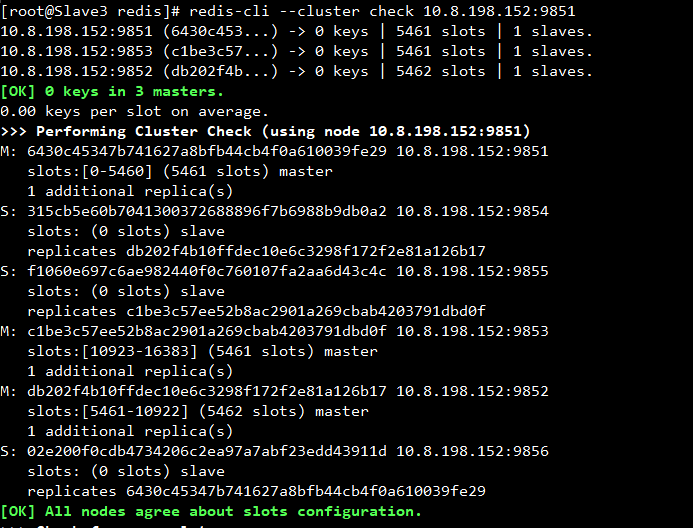 [root@Slave3 redis]# redis-cli --cluster check 10.8.198.152:9851
10.8.198.152:9851 (6430c453...) -> 0 keys | 5461 slots | 1 slaves.
10.8.198.152:9853 (c1be3c57...) -> 0 keys | 5461 slots | 1 slaves.
10.8.198.152:9852 (db202f4b...) -> 0 keys | 5462 slots | 1 slaves.
[OK] 0 keys in 3 masters.
0.00 keys per slot on average.
>>> Performing Cluster Check (using node 10.8.198.152:9851)
M: 6430c45347b741627a8bfb44cb4f0a610039fe29 10.8.198.152:9851
   slots:[0-5460] (5461 slots) master
   1 additional replica(s)
S: 315cb5e60b7041300372688896f7b6988b9db0a2 10.8.198.152:9854
   slots: (0 slots) slave
   replicates db202f4b10ffdec10e6c3298f172f2e81a126b17
S: f1060e697c6ae982440f0c760107fa2aa6d43c4c 10.8.198.152:9855
   slots: (0 slots) slave
   replicates c1be3c57ee52b8ac2901a269cbab4203791dbd0f
M: c1be3c57ee52b8ac2901a269cbab4203791dbd0f 10.8.198.152:9853
   slots:[10923-16383] (5461 slots) master
   1 additional replica(s)
M: db202f4b10ffdec10e6c3298f172f2e81a126b17 10.8.198.152:9852
   slots:[5461-10922] (5462 slots) master
   1 additional replica(s)
S: 02e200f0cdb4734206c2ea97a7abf23edd43911d 10.8.198.152:9856
   slots: (0 slots) slave
   replicates 6430c45347b741627a8bfb44cb4f0a610039fe29
[OK] All nodes agree about slots configuration.